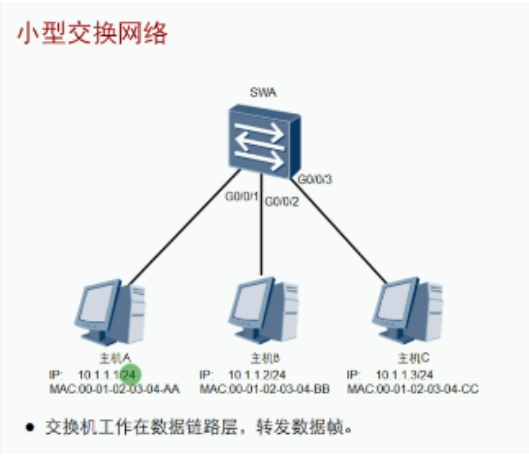 小型交换网络
SWA
G0/0/3
G0/0/1
G0/0/2
主机A
主机B
主机C
IP: 10.1.1.1/24
IP: 10.1.1.2/24
IP: 10.1.1.3/24
MAC:00-01-02-03-04-AA
MAC:00-01-02-03-04-BB
MAC:00-01-02-03-04-CC
● 交换机工作在数据链路层，转发数据帧。